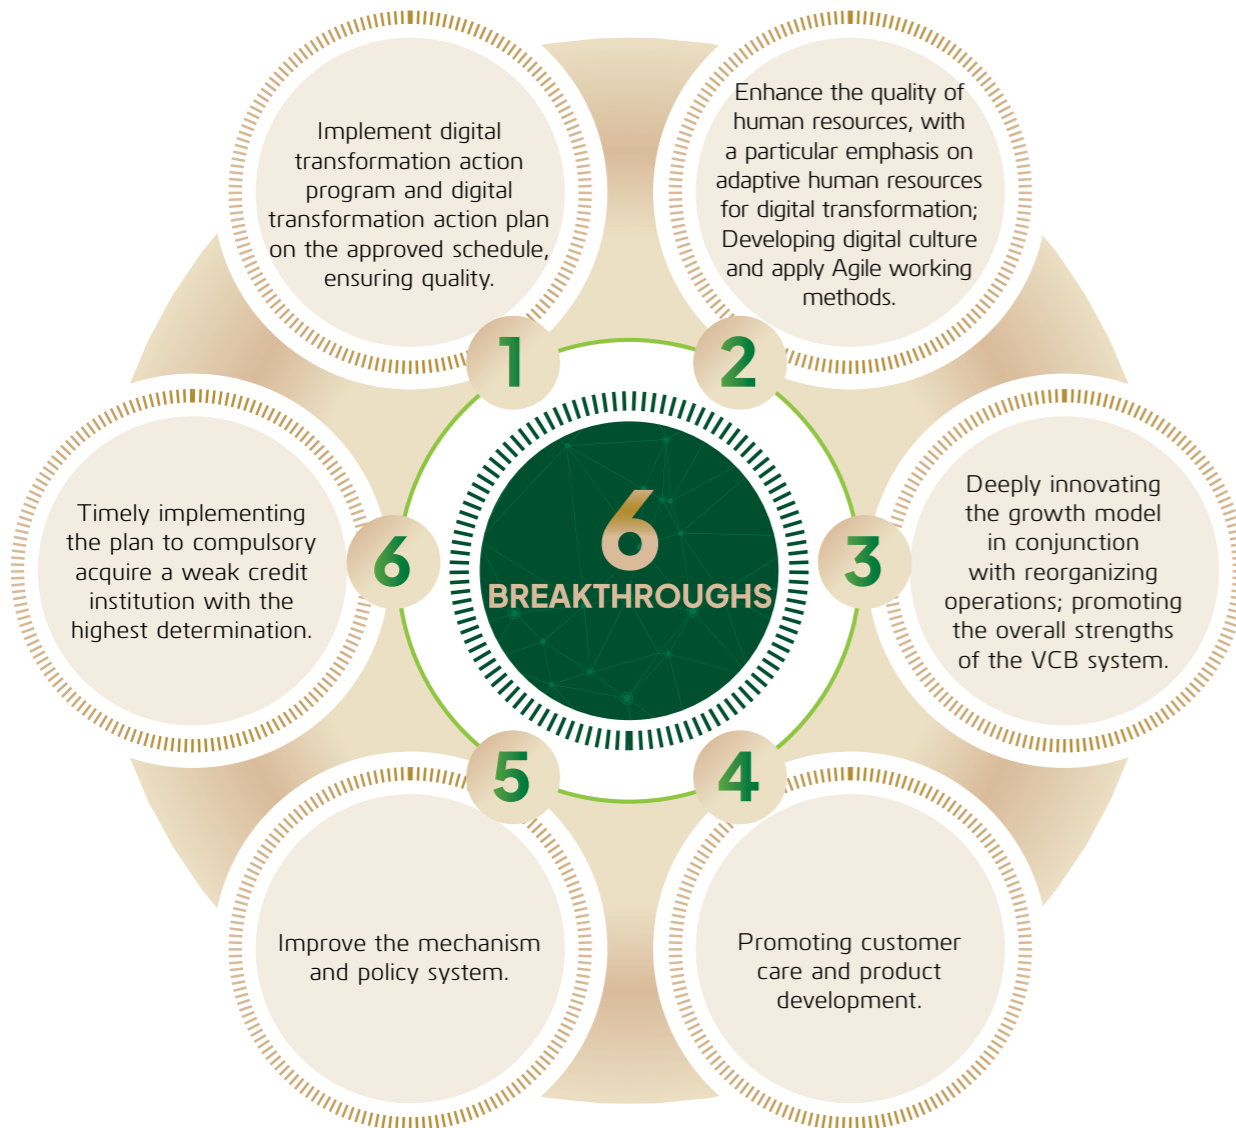 Implement digital
transformation action
program and digital
transformation action plan
on the approved schedule,
ensuring quality.
1
Enhance the quality of
human resources, with
a particular emphasis on
adaptive human resources
for digital transformation;
Developing digital culture
and apply Agile working
methods.
2
Deeply innovating
the growth model
in conjunction
with reorganizing
operations; promoting
the overall strengths
of the VCB system.
3
Promoting customer
care and product
development.
4
Improve the mechanism
and policy system.
5
Timely implementing
the plan to compulsory
acquire a weak credit
institution with the
highest determination.
6
6
BREAKTHROUGHS